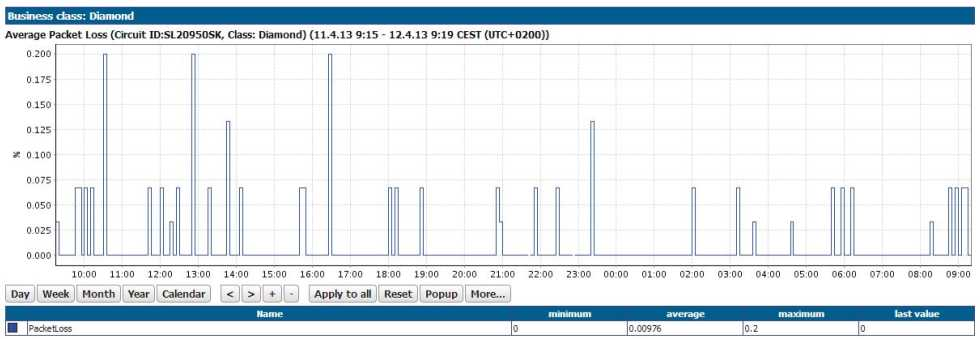 Business class: Diamond
Average Packet Loss (Circuit ID:SL20950SK, Class: Diamond) (11.4.13 9:15 - 12.4.13 9:19 CEST (UTC+0200))
0.200
0.175
0.150
0.125
0.100
0.075
0.050
0.025
0.000
%
10:00 11:00 12:00 13:00 14:00 15:00 16:00 17:00 18:00 19:00 20:00 21:00 22:00 23:00 00:00 01:00 02:00 03:00 04:00 05:00 06:00 07:00 08:00 09:00
Day Week Month Year Calendar < > + - Apply to all Reset Popup More...
Name minimum average maximum last value
PacketLoss 0 0.00976 0.2 0